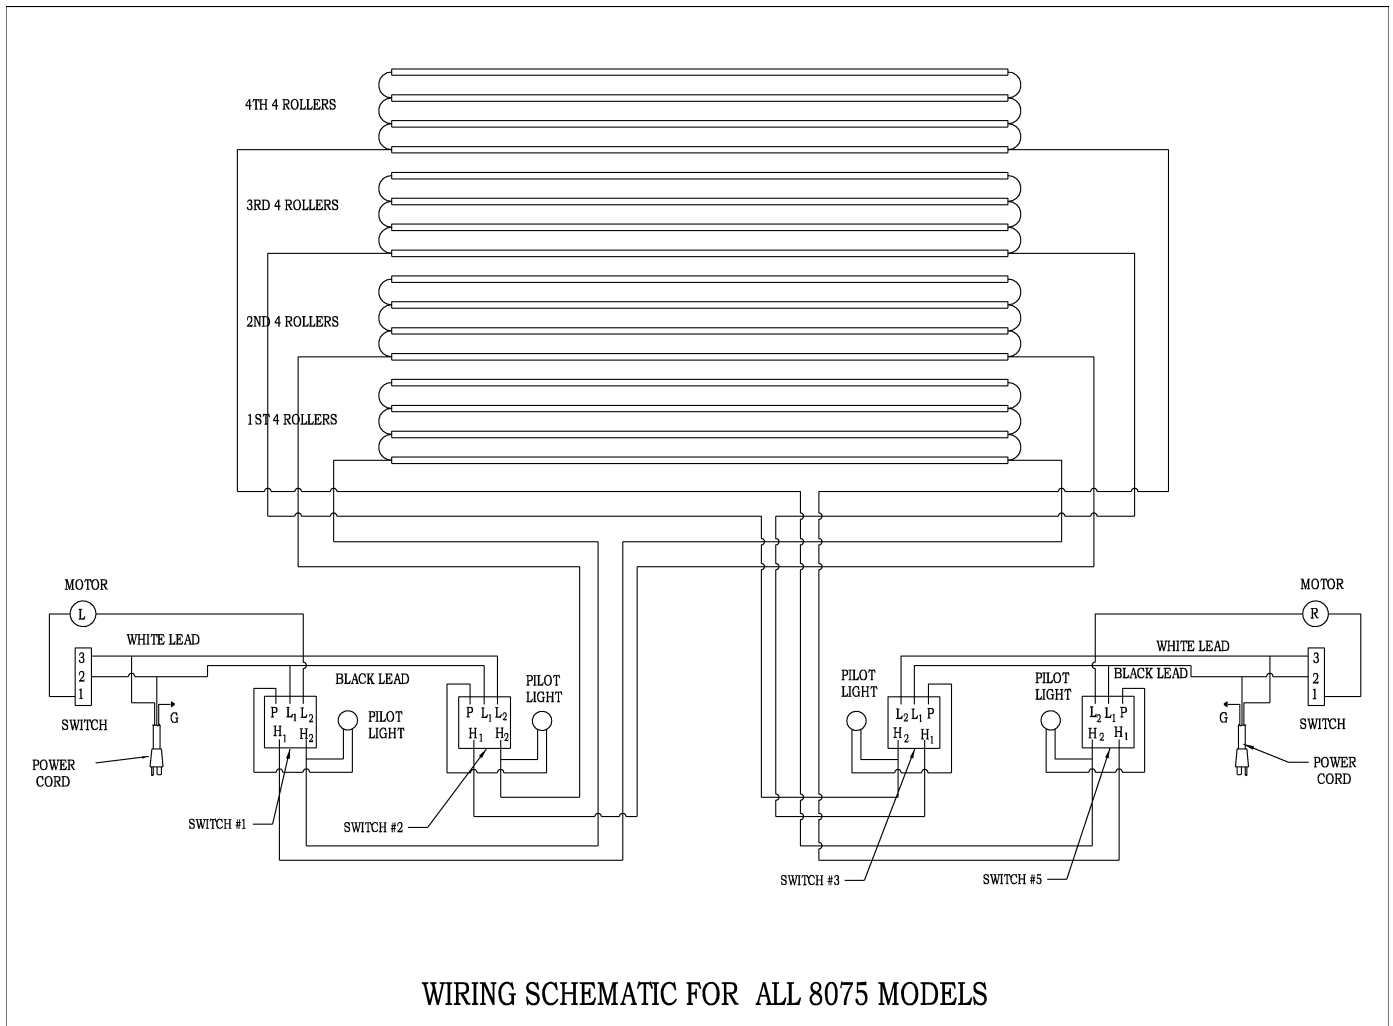 4TH 4 ROLLERS
3RD 4 ROLLERS
2ND 4 ROLLERS
1ST 4 ROLLERS
MOTOR
L
WHITE LEAD
3
2
1
SWITCH
G
POWER
CORD
BLACK LEAD
P L1 L2
H1 H2
PILOT
LIGHT
SWITCH #1
P L1 L2
H1 H2
PILOT
LIGHT
SWITCH #2
PILOT
LIGHT
L2 L1 P
H2 H1
SWITCH #3
PILOT
LIGHT
L2 L1 P
H2 H1
SWITCH #5
MOTOR
R
WHITE LEAD
BLACK LEAD
3
2
1
SWITCH
G
POWER
CORD
WIRING SCHEMATIC FOR ALL 8075 MODELS